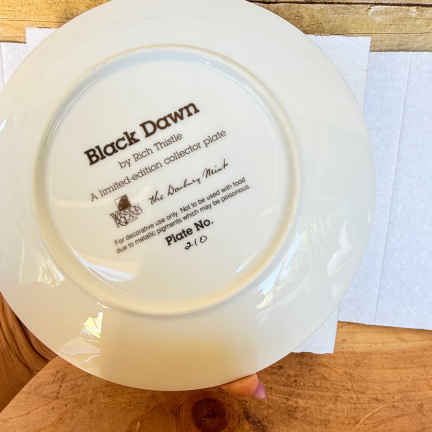 Black Dawn
by Rich Thistle
A limited-edition collector plate
the Danbury Mint
For decorative use only. Not to be used with food
due to metallic pigments which may be poisonous.
Plate No.
210